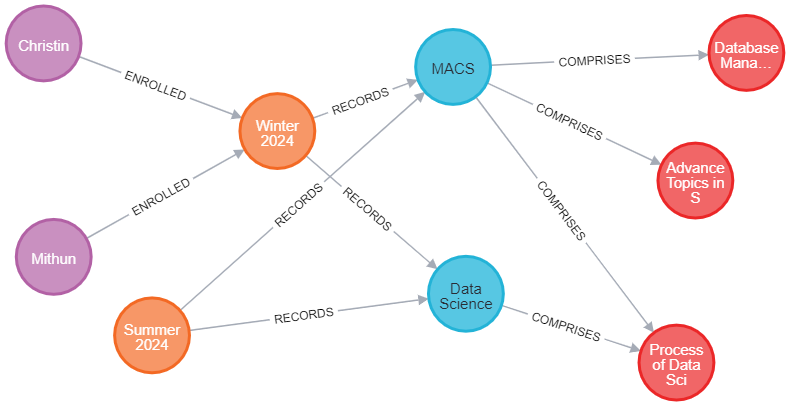 Christin
ENROLLED
Mithun
ENROLLED
Winter
2024
Summer
2024
RECORDS
RECORDS
RECORDS
RECORDS
MACS
Data
Science
COMPRISES
COMPRISES
COMPRISES
COMPRISES
Database
Mana...
Advance
Topics in
S
Process
of Data
Sci